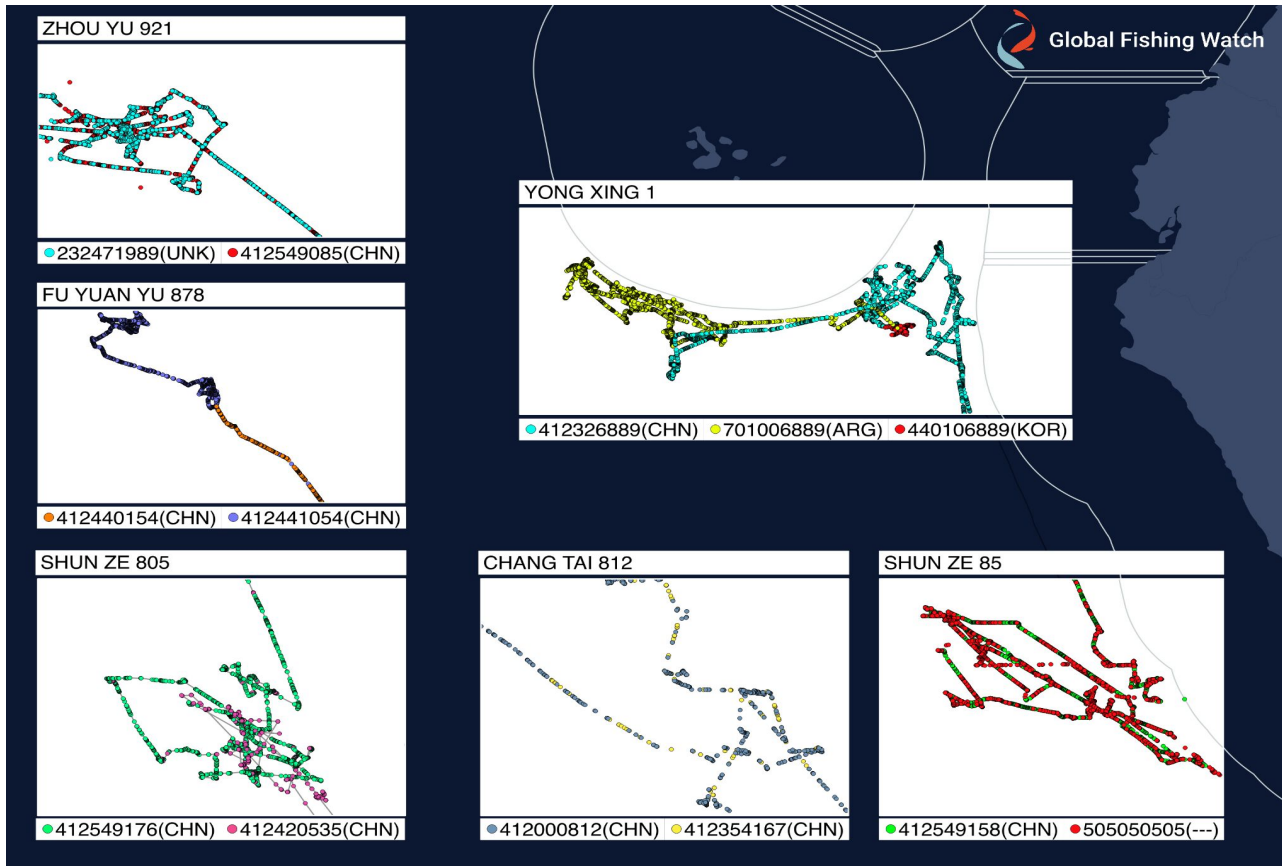 Global Fishing Watch
ZHOU YU 921
232471989(UNK) 412549085(CHN)
YONG XING 1
412326889(CHN) 701006889(ARG) 440106889(KOR)
FU YUAN YU 878
412440154(CHN) 412441054(CHN)
SHUN ZE 805
412549176(CHN) 412420535(CHN)
CHANG TAI 812
412000812(CHN) 412354167(CHN)
SHUN ZE 85
412549158(CHN) 505050505(---)